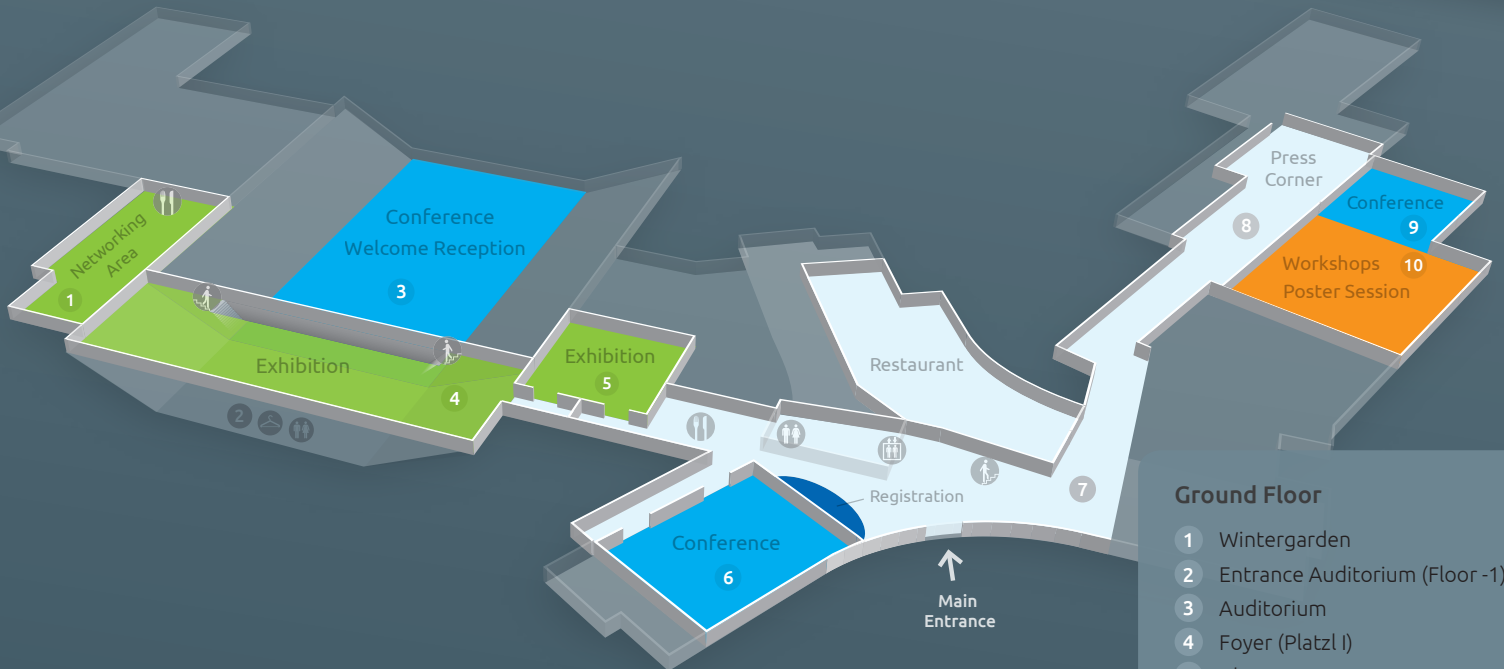 Press
Corner
Conference
9
8
Networking
Area
1
Conference
Welcome Reception
3
Workshops 10
Poster Session
Exhibition
4
Exhibition
5
Restaurant
2
Registration
7
Conference
6
Main
Entrance
Ground Floor
1 Wintergarden
2 Entrance Auditorium (Floor -1)
3 Auditorium
4 Foyer (Platzl I)